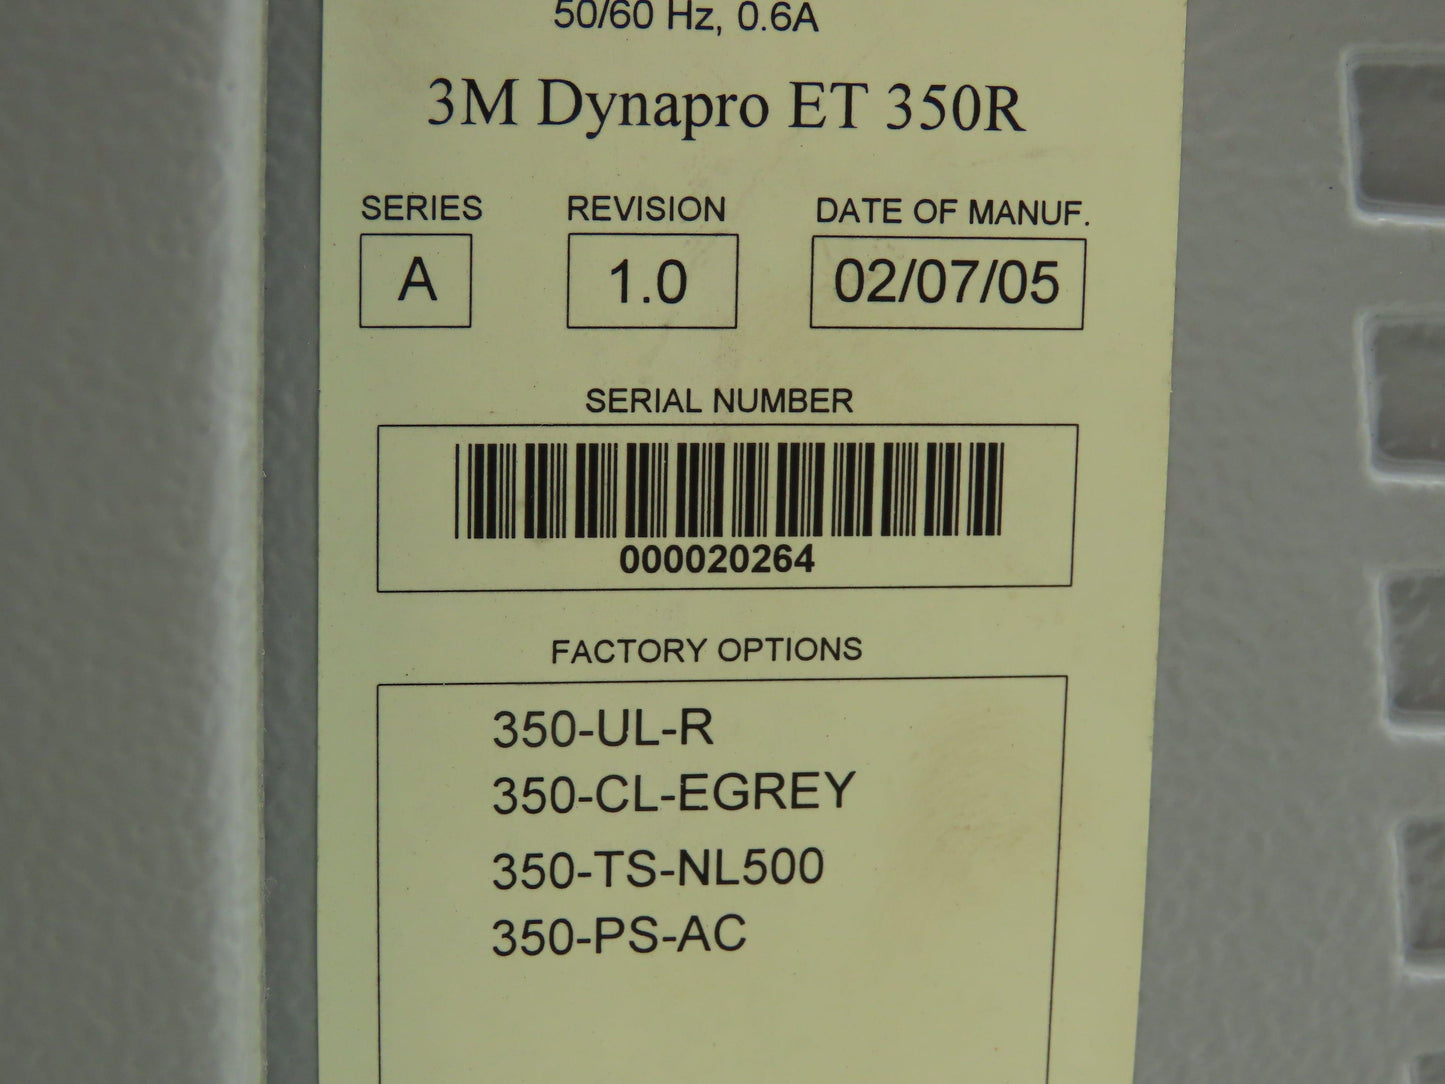 50/60 Hz, 0.6A
3M Dynapro ET 350R
SERIES REVISION DATE OF MANUF.
A 1.0 02/07/05
SERIAL NUMBER
000020264
FACTORY OPTIONS
350-UL-R
350-CL-EGREY
350-TS-NL500
350-PS-AC